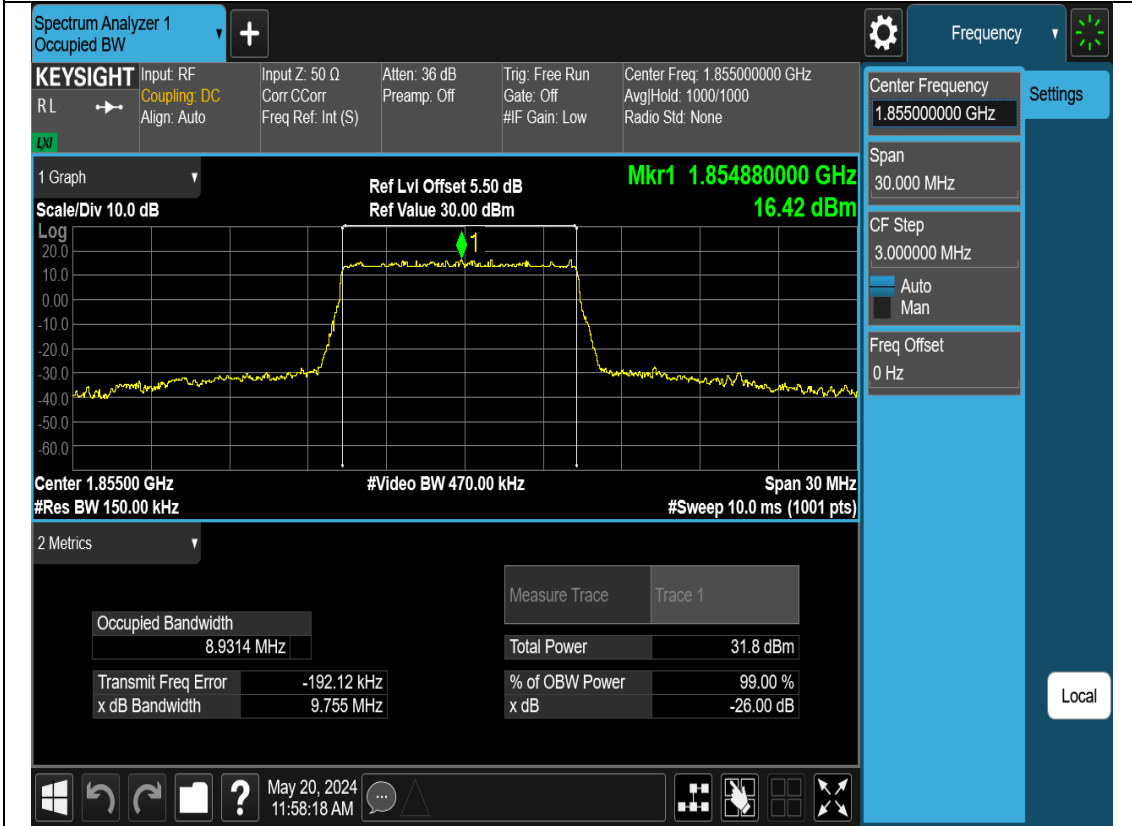 Spectrum Analyzer 1
Occupied BW
Frequency
KEYSIGHT
RL
LXI
Input: RF
Coupling: DC
Align: Auto
Input Z: 50 Ω
Corr CCorr
Freq Ref: Int (S)
Atten: 36 dB
Preamp: Off
Trig: Free Run
Gate: Off
#IF Gain: Low
Center Freq: 1.855000000 GHz
Avg|Hold: 1000/1000
Radio Std: None
Center Frequency
1.855000000 GHz
Settings
Span
30.000 MHz
CF Step
3.000000 MHz
Auto
Man
Freq Offset
0 Hz
Local
1 Graph
Scale/Div 10.0 dB
Ref Lvl Offset 5.50 dB
Ref Value 30.00 dBm
Mkr1 1.854880000 GHz
16.42 dBm
Log
1
20.0
10.0
0.00
-10.0
-20.0
-30.0
-40.0
-50.0
-60.0
Center 1.85500 GHz
#Video BW 470.00 kHz
Span 30 MHz
#Res BW 150.00 kHz
#Sweep 10.0 ms (1001 pts)
2 Metrics
Measure Trace Trace 1
Occupied Bandwidth
8.9314 MHz
Total Power 31.8 dBm
Transmit Freq Error -192.12 kHz
% of OBW Power 99.00 %
x dB Bandwidth 9.755 MHz
x dB -26.00 dB
May 20, 2024
11:58:18 AM